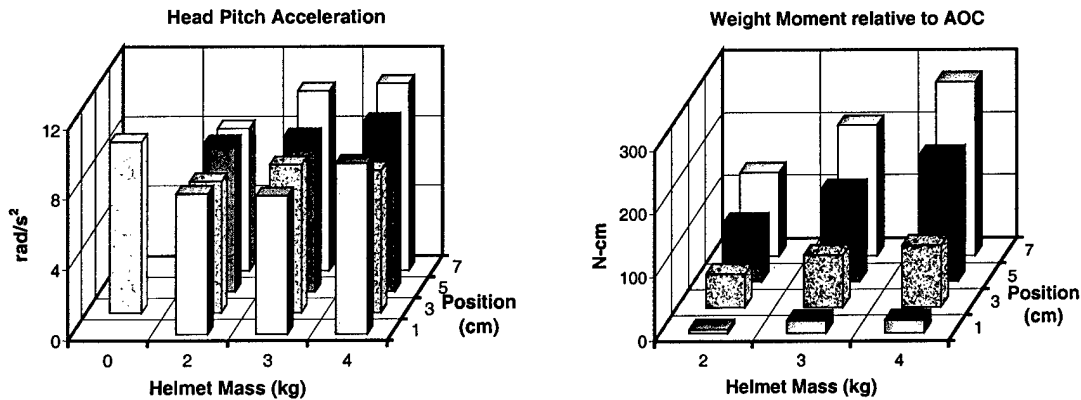 Head Pitch Acceleration
12
8
4
0
rad/s²
0 2 3 4
Helmet Mass (kg)
7
5
3
1
Position
(cm)
Weight Moment relative to AOC
300
200
100
0
N-cm
2 3 4
Helmet Mass (kg)
7
5
3
1
Position
(cm)